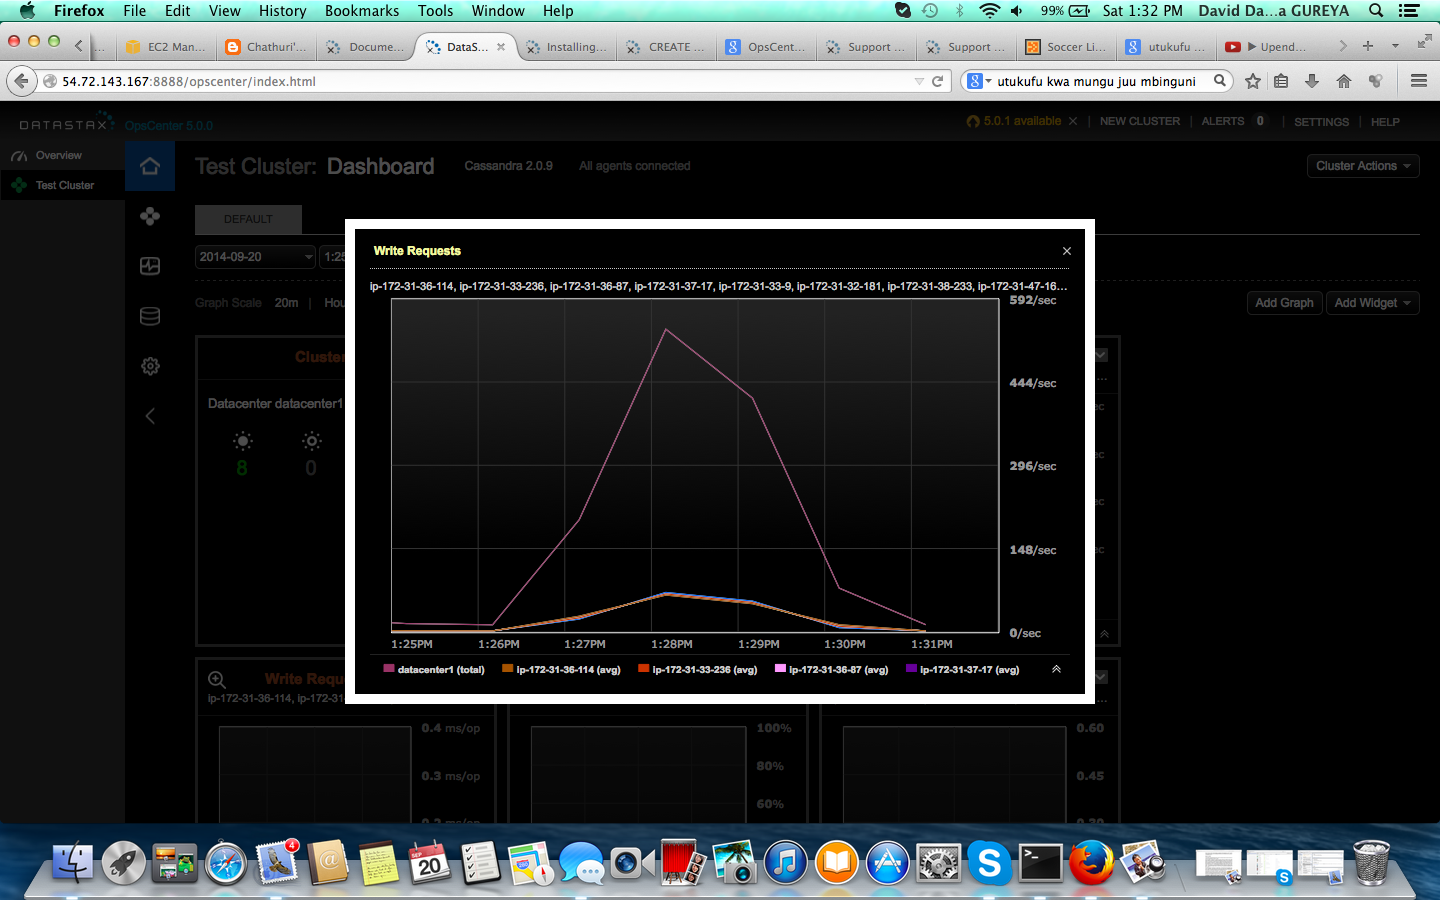 Firefox File Edit View History Bookmarks Tools Window Help 99% Sat 1:32 PM David Da...a GUREYA
... EC2 Man... Chathuri'... Docume... DataS... Installing... CREATE ... OpsCent... Support ... Support ... Soccer Li... utukufu ... Upend...
54.72.143.167:8888/opscenter/index.html utukufu kwa mungu juu mbinguni
DATASTAX OpsCenter 5.0.0 5.0.1 available × | NEW CLUSTER | ALERTS 0 | SETTINGS | HELP
Overview
Test Cluster
Test Cluster: Dashboard Cassandra 2.0.9 All agents connected Cluster Actions
DEFAULT
2014-09-20 1:25
Graph Scale 20m | Hou
Add Graph Add Widget
Cluster
Datacenter datacenter1
8 0
Write Requests ×
ip-172-31-36-114, ip-172-31-33-236, ip-172-31-36-87, ip-172-31-37-17, ip-172-31-33-9, ip-172-31-32-181, ip-172-31-38-233, ip-172-31-47-16...
592/sec
444/sec
296/sec
148/sec
0/sec
1:25PM 1:26PM 1:27PM 1:28PM 1:29PM 1:30PM 1:31PM
datacenter1 (total) ip-172-31-36-114 (avg) ip-172-31-33-236 (avg) ip-172-31-36-87 (avg) ip-172-31-37-17 (avg)
Write Requ
ip-172-31-36-114, ip-172-31
0.4 ms/op
0.3 ms/op
100%
80%
60%
0.60
0.45
0.30
4
SEP
20